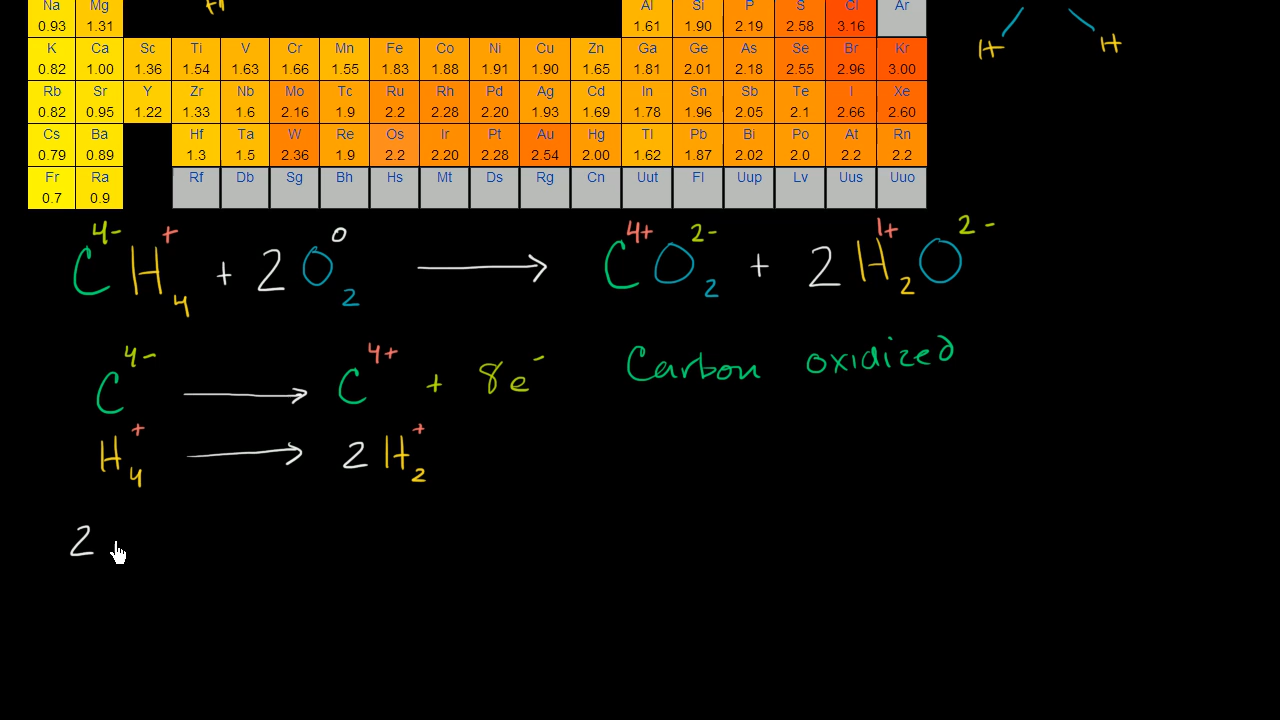 Na Mg Al Si P S Cl Ar
0.93 1.31 1.61 1.90 2.19 2.58 3.16
K Ca Sc Ti V Cr Mn Fe Co Ni Cu Zn Ga Ge As Se Br Kr
0.82 1.00 1.36 1.54 1.63 1.66 1.55 1.83 1.88 1.91 1.90 1.65 1.81 2.01 2.18 2.55 2.96 3.00
Rb Sr Y Zr Nb Mo Tc Ru Rh Pd Ag Cd In Sn Sb Te I Xe
0.82 0.95 1.22 1.33 1.6 2.16 1.9 2.2 2.28 2.20 1.93 1.69 1.78 1.96 2.05 2.1 2.66 2.60
Cs Ba Hf Ta W Re Os Ir Pt Au Hg Tl Pb Bi Po At Rn
0.79 0.89 1.3 1.5 2.36 1.9 2.2 2.20 2.28 2.54 2.00 1.62 1.87 2.02 2.0 2.2 2.2
Fr Ra Rf Db Sg Bh Hs Mt Ds Rg Cn Uut Fl Uup Lv Uus Uuo
0.7 0.9
H H
C⁴⁻H⁺₄ + 2O⁰₂ → C⁴⁺O²⁻₂ + 2H¹⁺₂O²⁻
C⁴⁻ → C⁴⁺ + 8e⁻ Carbon oxidized
H⁺₄ → 2H⁺₂
2